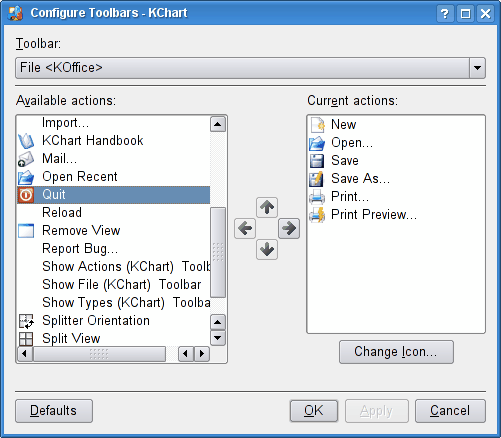 Configure Toolbars - KChart
Toolbar:
File <KOffice>
Available actions:
Import...
KChart Handbook
Mail...
Open Recent
Quit
Reload
Remove View
Report Bug...
Show Actions (KChart) Toolb
Show File (KChart) Toolbar
Show Types (KChart) Toolba
Splitter Orientation
Split View
Current actions:
New
Open...
Save
Save As...
Print...
Print Preview...
Change Icon...
Defaults
OK
Apply
Cancel